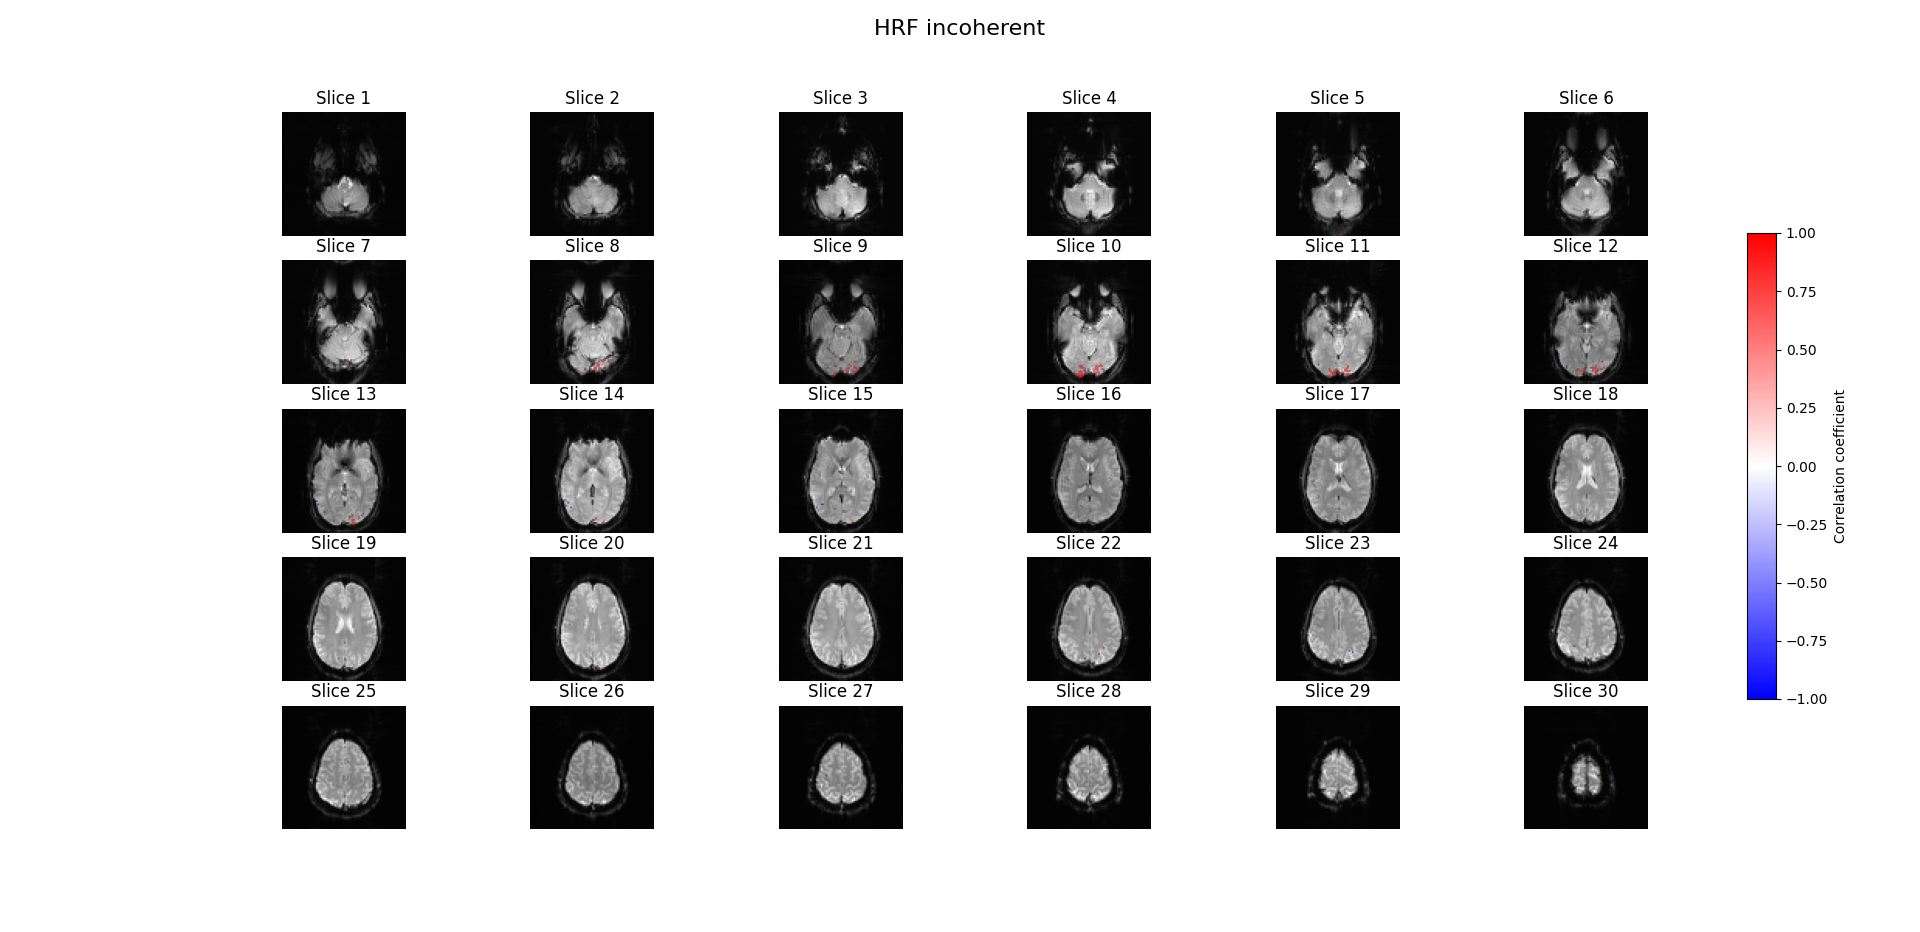 HRF incoherent
Slice 1
Slice 2
Slice 3
Slice 4
Slice 5
Slice 6
Slice 7
Slice 8
Slice 9
Slice 10
Slice 11
Slice 12
Slice 13
Slice 14
Slice 15
Slice 16
Slice 17
Slice 18
Slice 19
Slice 20
Slice 21
Slice 22
Slice 23
Slice 24
Slice 25
Slice 26
Slice 27
Slice 28
Slice 29
Slice 30
1.00
0.75
0.50
0.25
0.00
−0.25
−0.50
−0.75
−1.00
Correlation coefficient